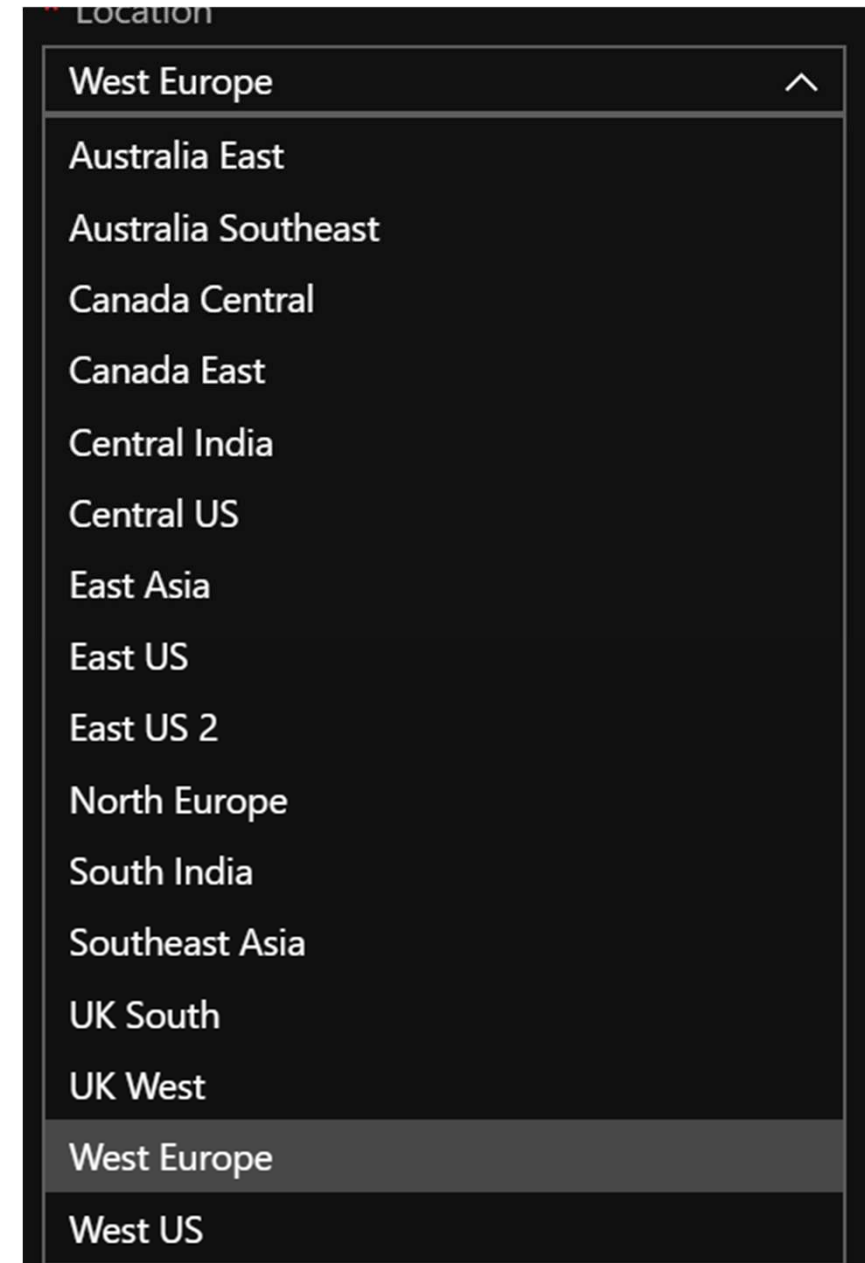 * Location
West Europe
Australia East
Australia Southeast
Canada Central
Canada East
Central India
Central US
East Asia
East US
East US 2
North Europe
South India
Southeast Asia
UK South
UK West
West Europe
West US